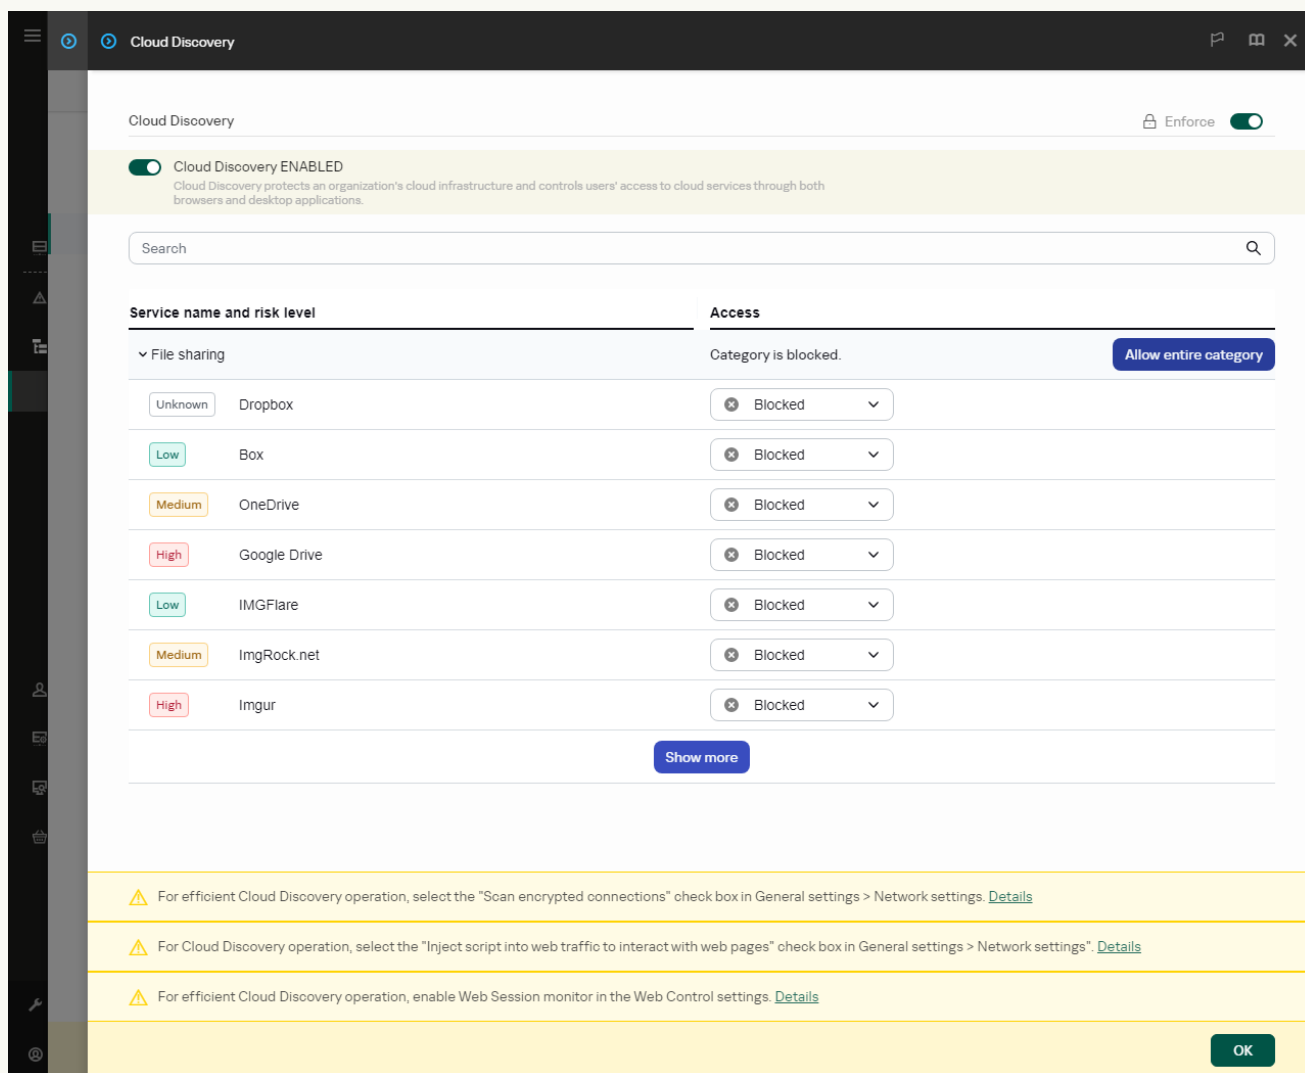 Cloud Discovery
Cloud Discovery
Enforce
Cloud Discovery ENABLED
Cloud Discovery protects an organization's cloud infrastructure and controls users' access to cloud services through both
browsers and desktop applications.
Search
Service name and risk level
Access
File sharing
Category is blocked.
Allow entire category
Unknown
Dropbox
Blocked
Low
Box
Blocked
Medium
OneDrive
Blocked
High
Google Drive
Blocked
Low
IMGFlare
Blocked
Medium
ImgRock.net
Blocked
High
Imgur
Blocked
Show more
For efficient Cloud Discovery operation, select the "Scan encrypted connections" check box in General settings > Network settings. Details
For Cloud Discovery operation, select the "Inject script into web traffic to interact with web pages" check box in General settings > Network settings". Details
For efficient Cloud Discovery operation, enable Web Session monitor in the Web Control settings. Details
OK